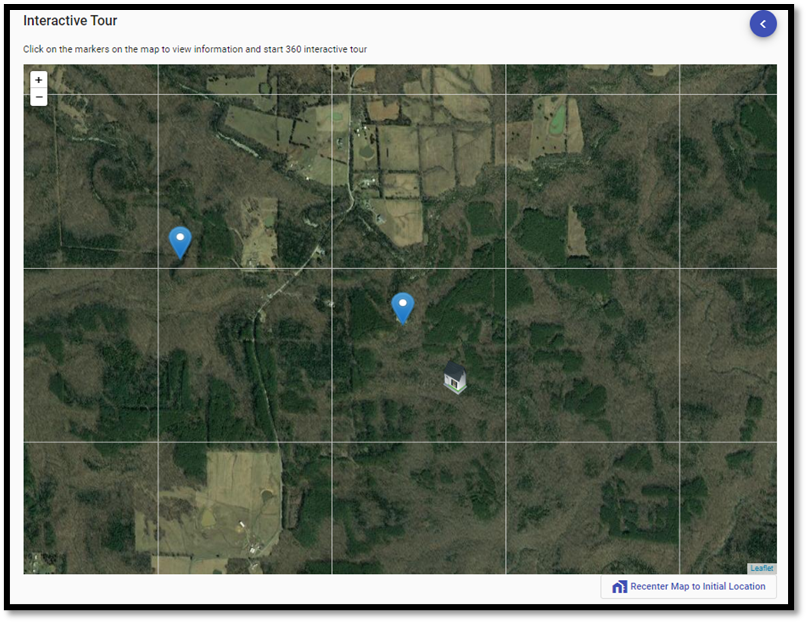 Interactive Tour
Click on the markers on the map to view information and start 360 interactive tour
+
−
Leaflet
Recenter Map to Initial Location